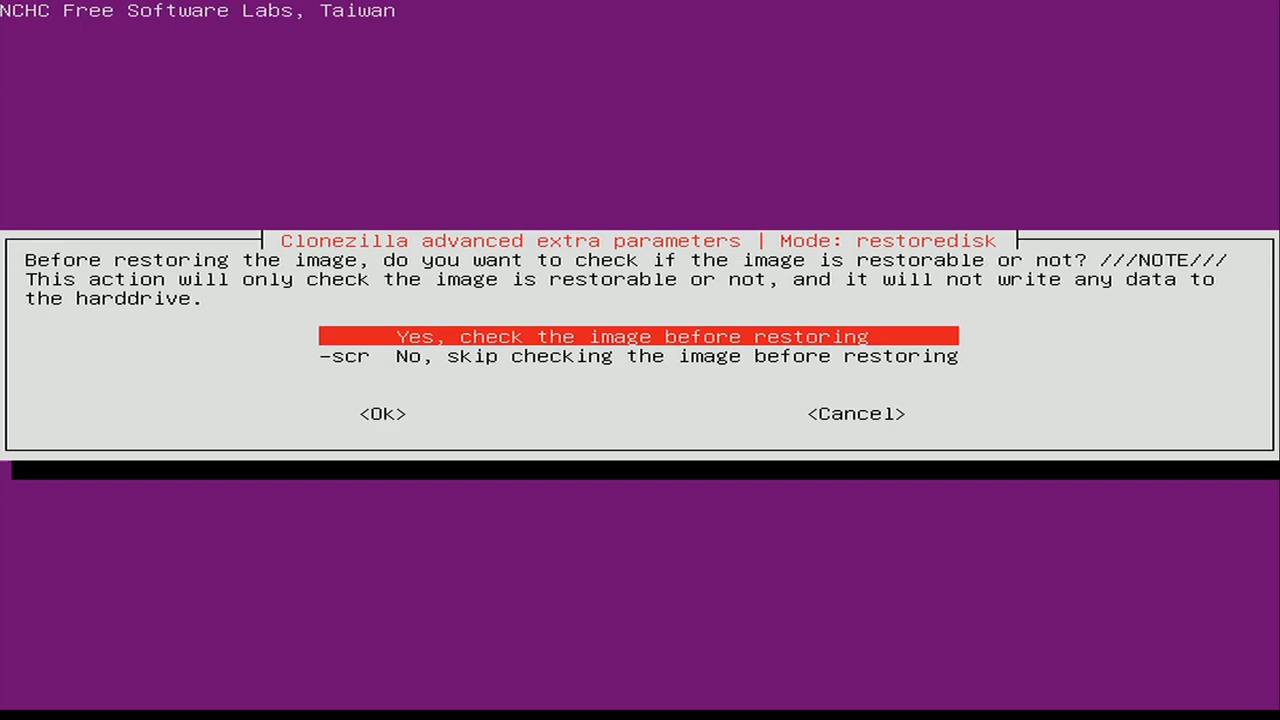 NCHC Free Software Labs, Taiwan
Clonezilla advanced extra parameters | Mode: restoredisk
Before restoring the image, do you want to check if the image is restorable or not? ///NOTE///
This action will only check the image is restorable or not, and it will not write any data to
the harddrive.
Yes, check the image before restoring
-scr  No, skip checking the image before restoring
<Ok> <Cancel>